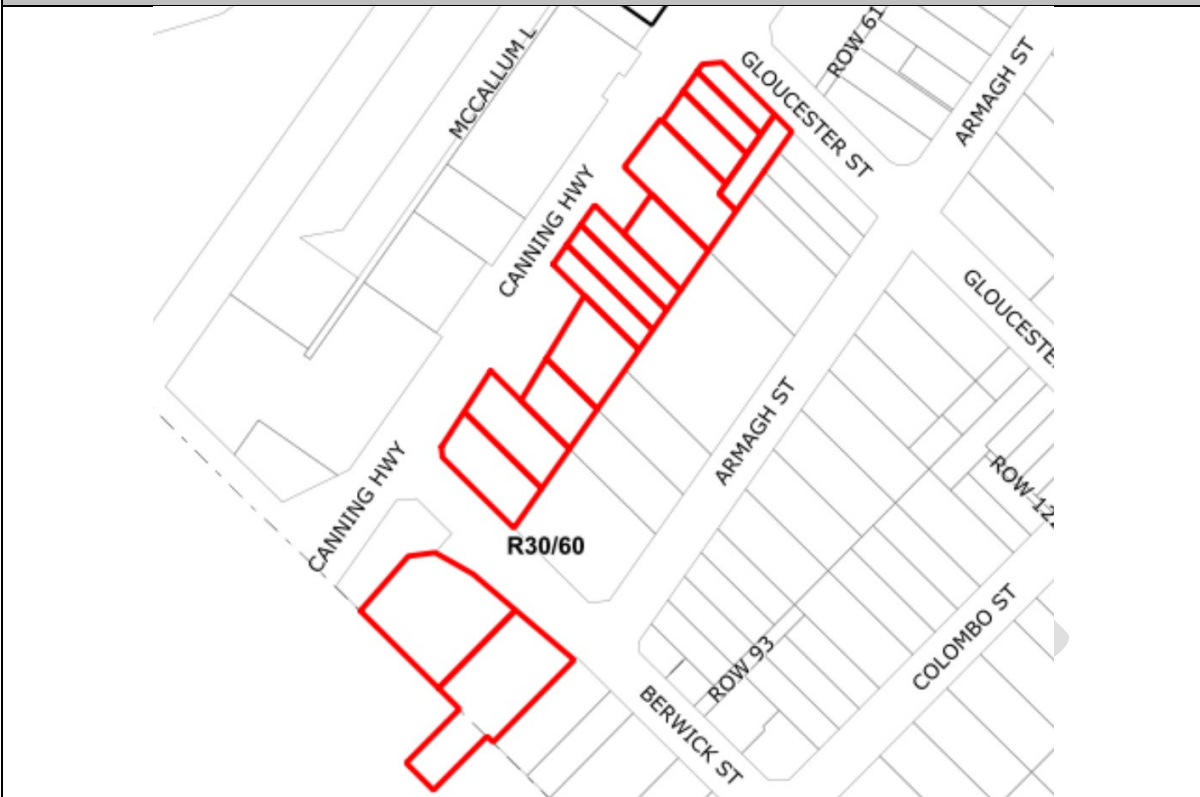 MCCALLUM L
ROW 61
GLOUCESTER ST
ARMAGH ST
CANNING HWY
GLOUCESTE
ARMAGH ST
CANNING HWY
ROW 12
R30/60
COLOMBO ST
ROW 93
BERWICK ST